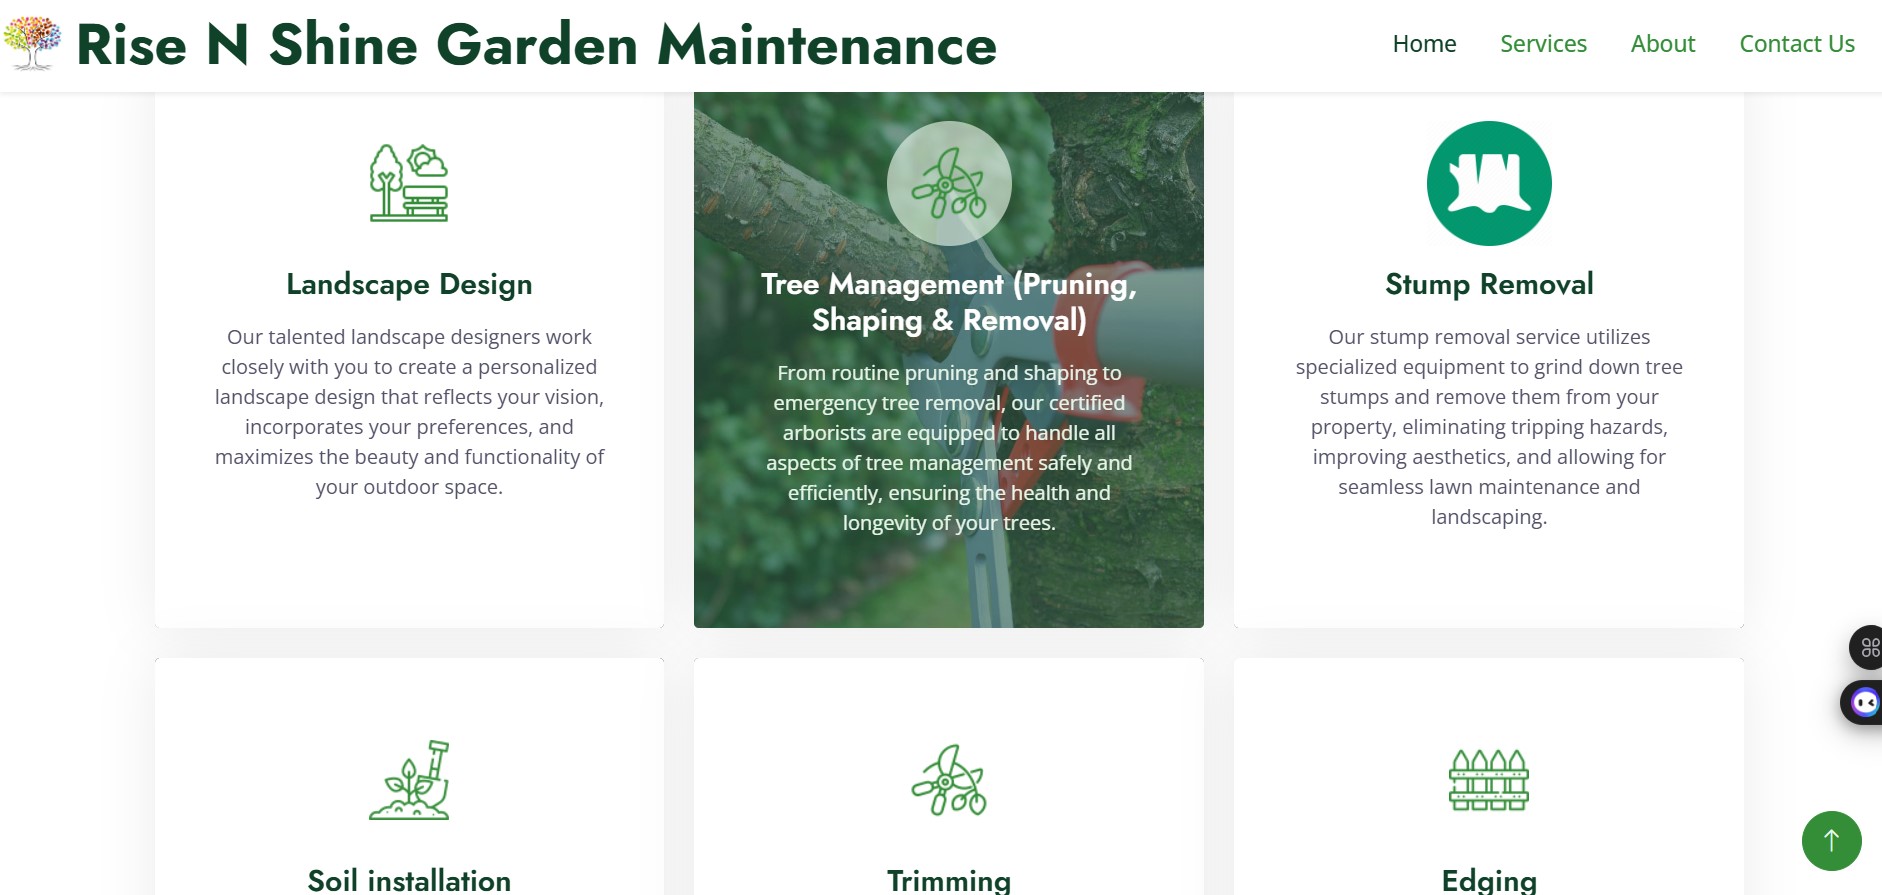 Rise N Shine Garden Maintenance
Home
Services
About
Contact Us
Landscape Design
Our talented landscape designers work
closely with you to create a personalized
landscape design that reflects your vision,
incorporates your preferences, and
maximizes the beauty and functionality of
your outdoor space.
Tree Management (Pruning,
Shaping & Removal)
From routine pruning and shaping to
emergency tree removal, our certified
arborists are equipped to handle all
aspects of tree management safely and
efficiently, ensuring the health and
longevity of your trees.
Stump Removal
Our stump removal service utilizes
specialized equipment to grind down tree
stumps and remove them from your
property, eliminating tripping hazards,
improving aesthetics, and allowing for
seamless lawn maintenance and
landscaping.
Soil installation
Trimming
Edging